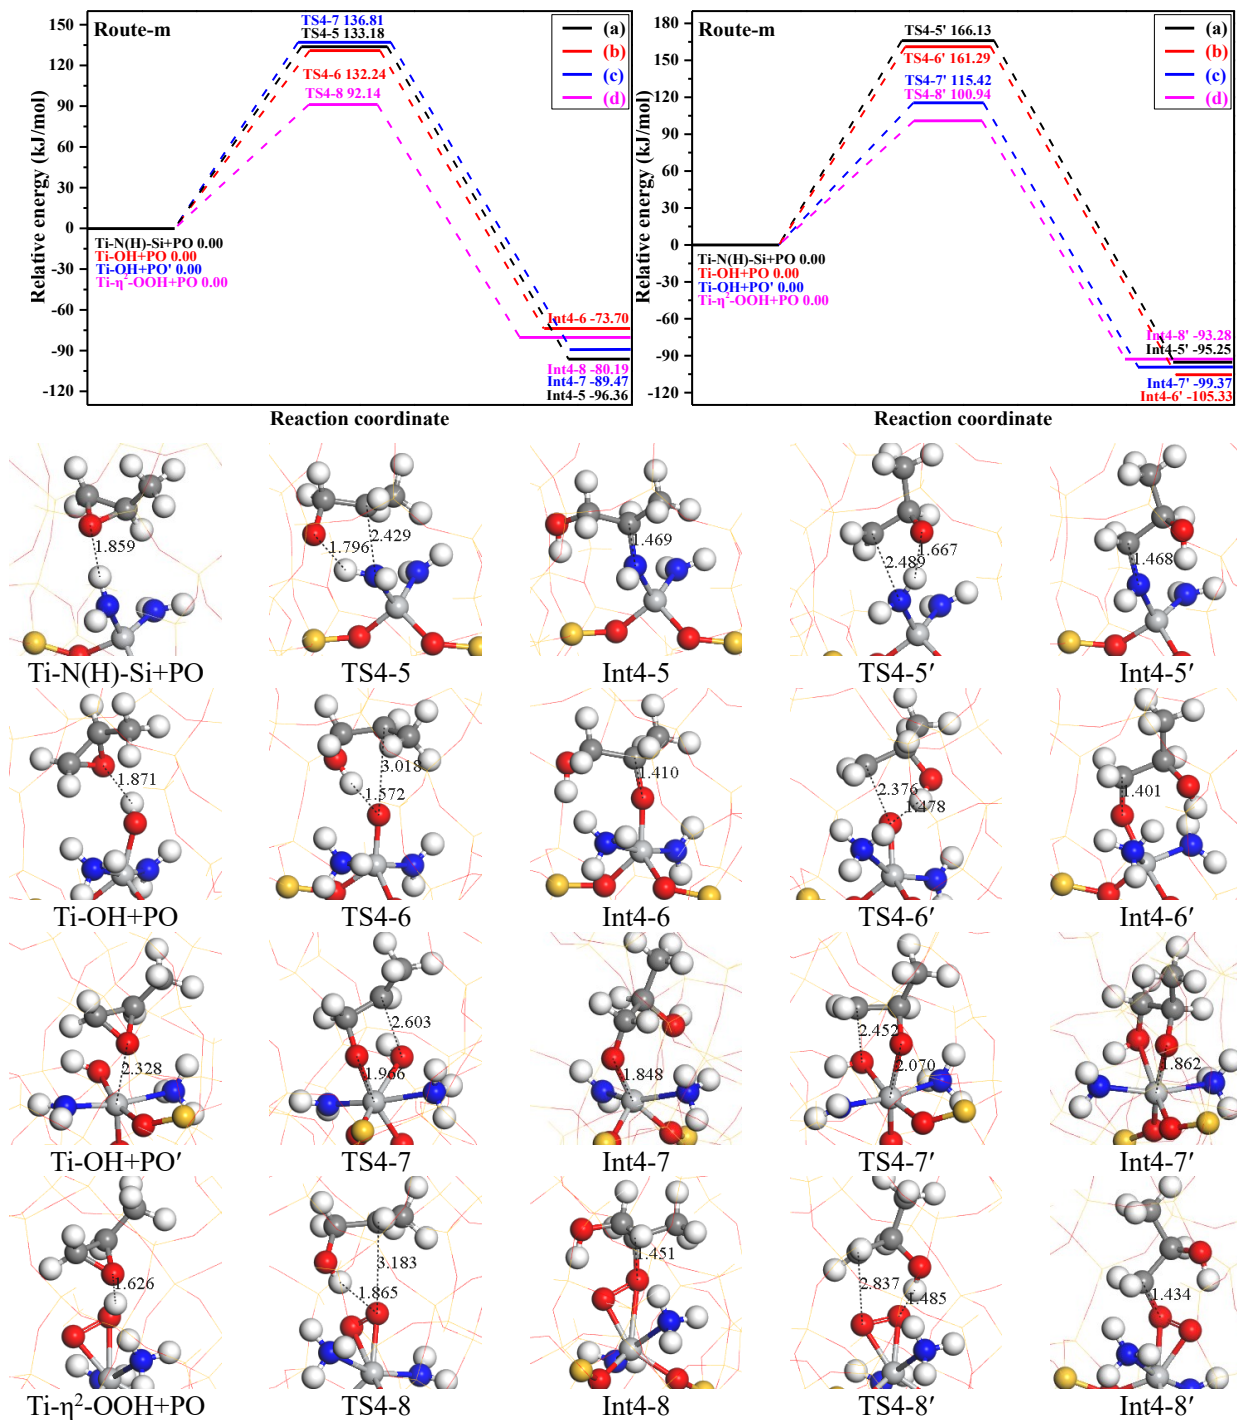 Route-m
TS4-7 136.81
TS4-5 133.18
TS4-6 132.24
TS4-8 92.14
(a)
(b)
(c)
(d)
150
120
90
60
30
0
-30
-60
-90
-120
Relative energy (kJ/mol)
Ti-N(H)-Si+PO 0.00
Ti-OH+PO 0.00
Ti-OH+PO' 0.00
Ti-η²-OOH+PO 0.00
Int4-6 -73.70
Int4-8 -80.19
Int4-7 -89.47
Int4-5 -96.36
Reaction coordinate
Route-m
TS4-5' 166.13
TS4-6' 161.29
TS4-7' 115.42
TS4-8' 100.94
(a)
(b)
(c)
(d)
180
150
120
90
60
30
0
-30
-60
-90
-120
Relative energy (kJ/mol)
Ti-N(H)-Si+PO 0.00
Ti-OH+PO 0.00
Ti-OH+PO' 0.00
Ti-η²-OOH+PO 0.00
Int4-8' -93.28
Int4-5' -95.25
Int4-7' -99.37
Int4-6' -105.33
Reaction coordinate
1.859
1.796
2.429
1.469
2.489
1.667
1.468
Ti-N(H)-Si+PO
TS4-5
Int4-5
TS4-5′
Int4-5′
1.871
3.018
1.572
1.410
2.376
1.478
1.401
Ti-OH+PO
TS4-6
Int4-6
TS4-6′
Int4-6′
2.328
2.603
1.966
1.848
2.452
2.070
1.862
Ti-OH+PO′
TS4-7
Int4-7
TS4-7′
Int4-7′
1.626
3.183
1.865
1.451
2.837
1.485
1.434
Ti-η²-OOH+PO
TS4-8
Int4-8
TS4-8′
Int4-8′